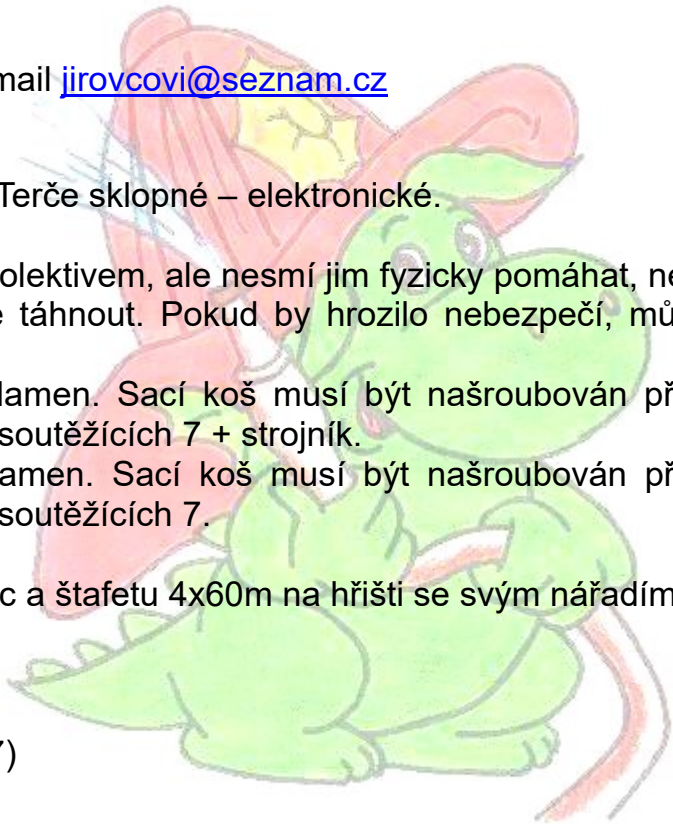 mail jirovcovi@seznam.cz
Terče sklopné – elektronické.
olektivem, ale nesmí jim fyzicky pomáhat, ne
e táhnout. Pokud by hrozilo nebezpečí, mů
lamen. Sací koš musí být našroubován př
soutěžících 7 + strojník.
amen. Sací koš musí být našroubován př
soutěžících 7.
c a štafetu 4x60m na hřišti se svým nářadím
7)